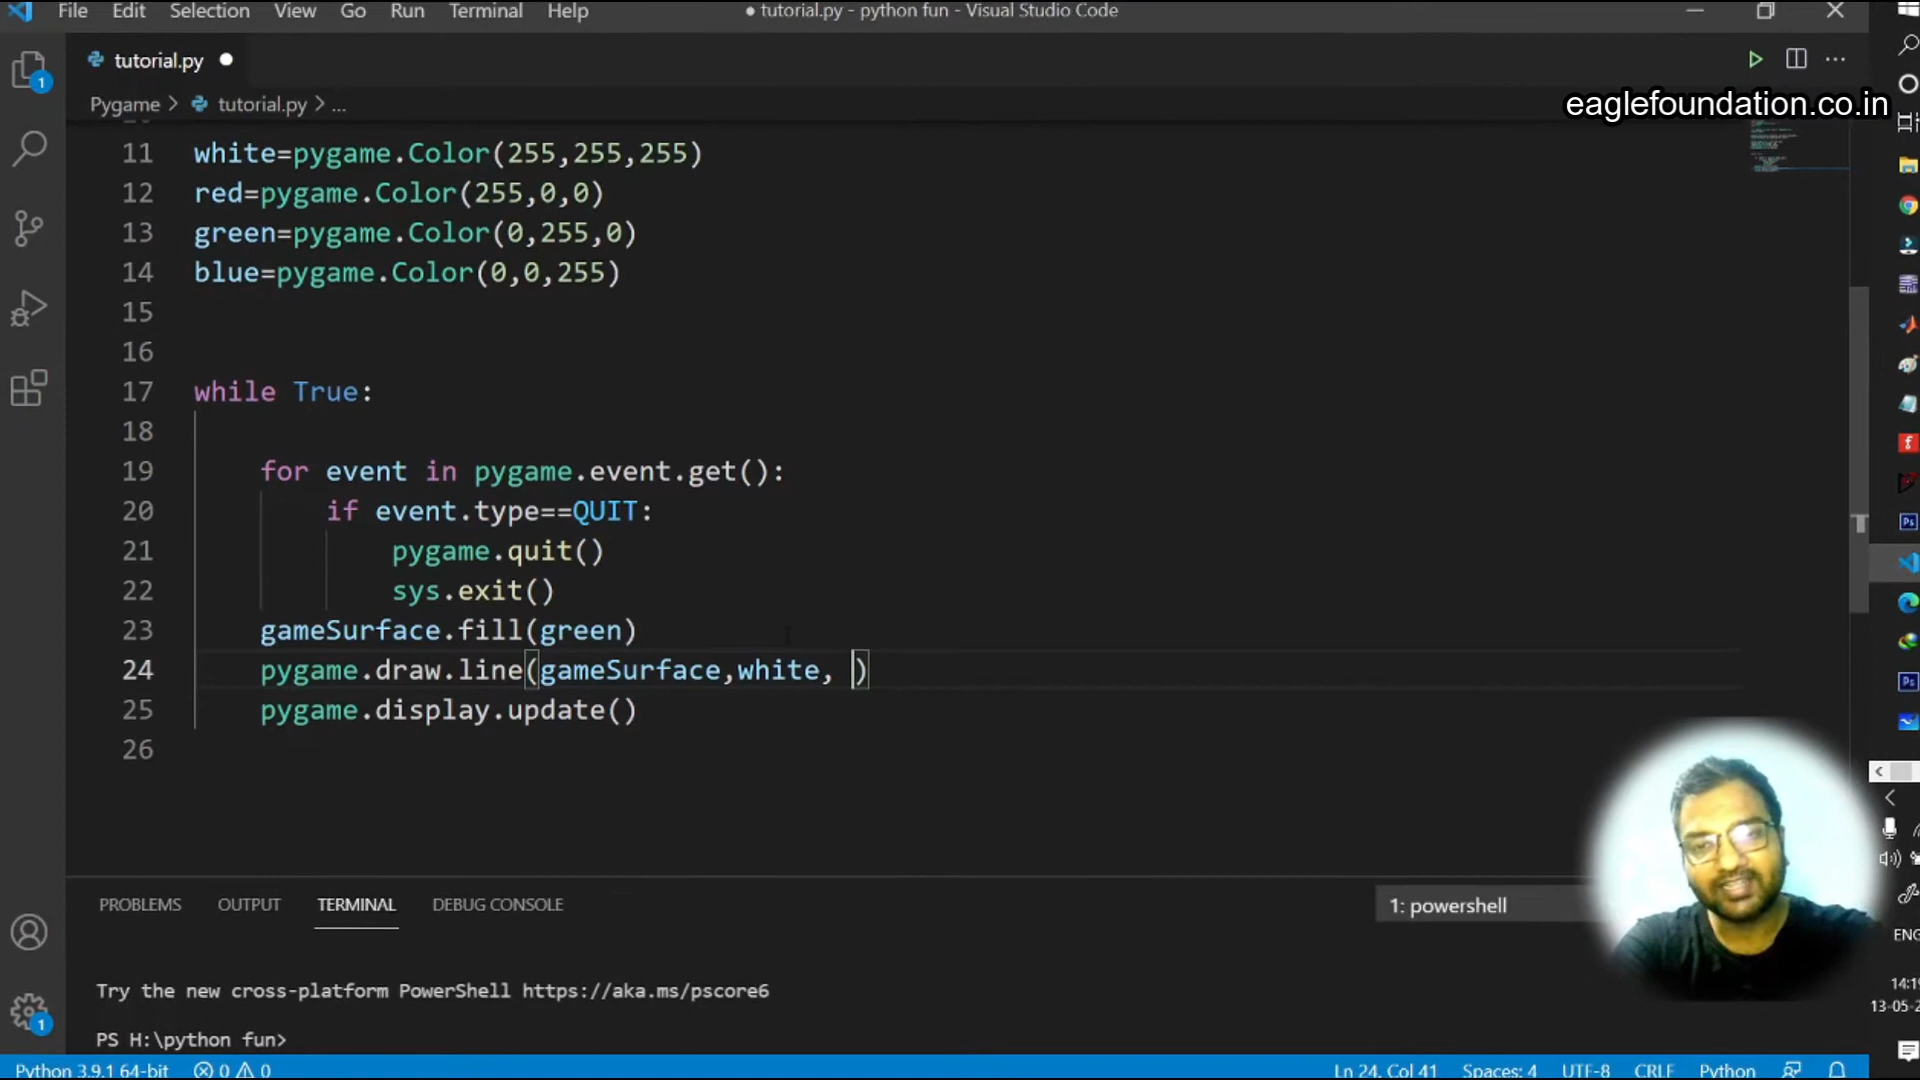 File Edit Selection View Go Run Terminal Help
● tutorial.py - python fun - Visual Studio Code
tutorial.py
Pygame > tutorial.py > ...
eaglefoundation.co.in
11 white=pygame.Color(255,255,255)
12 red=pygame.Color(255,0,0)
13 green=pygame.Color(0,255,0)
14 blue=pygame.Color(0,0,255)
15
16
17 while True:
18
19 for event in pygame.event.get():
20 if event.type==QUIT:
21 pygame.quit()
22 sys.exit()
23 gameSurface.fill(green)
24 pygame.draw.line(gameSurface,white, )
25 pygame.display.update()
26
PROBLEMS OUTPUT TERMINAL DEBUG CONSOLE
1: powershell
Try the new cross-platform PowerShell https://aka.ms/pscore6
PS H:\python fun>
ENG
14:19
13-05-2
Python 3.9.1 64-bit 0 0 Ln 24, Col 41 Spaces: 4 UTF-8 CRLF Python